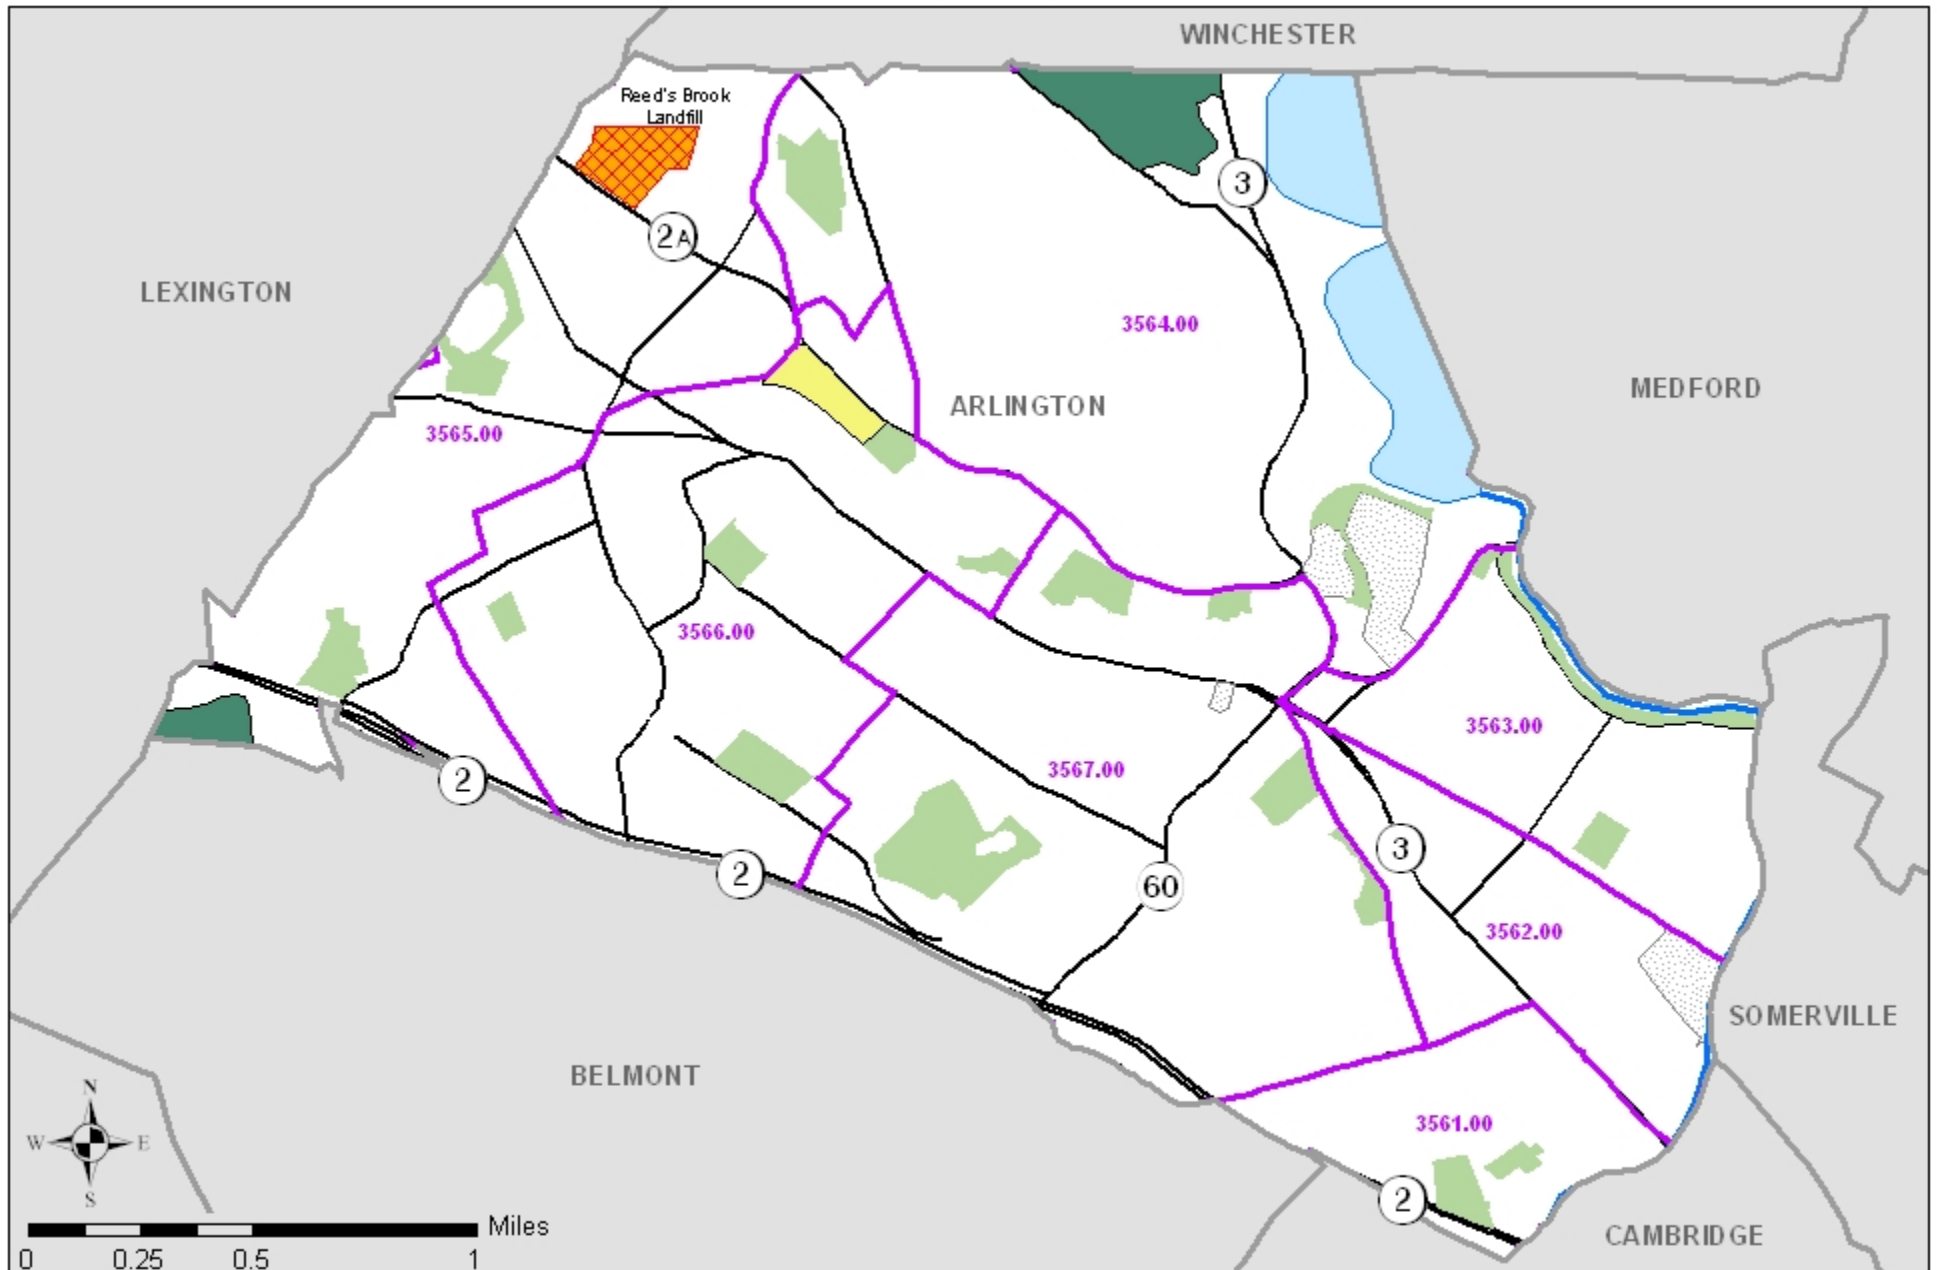 WINCHESTER
Reed's Brook
Landfill
3
2A
LEXINGTON
3564.00
MEDFORD
ARLINGTON
3565.00
3566.00
3563.00
3567.00
2
3
2
60
3562.00
SOMERVILLE
BELMONT
N
W E
S
3561.00
2
CAMBRIDGE
Miles
0 0.25 0.5 1